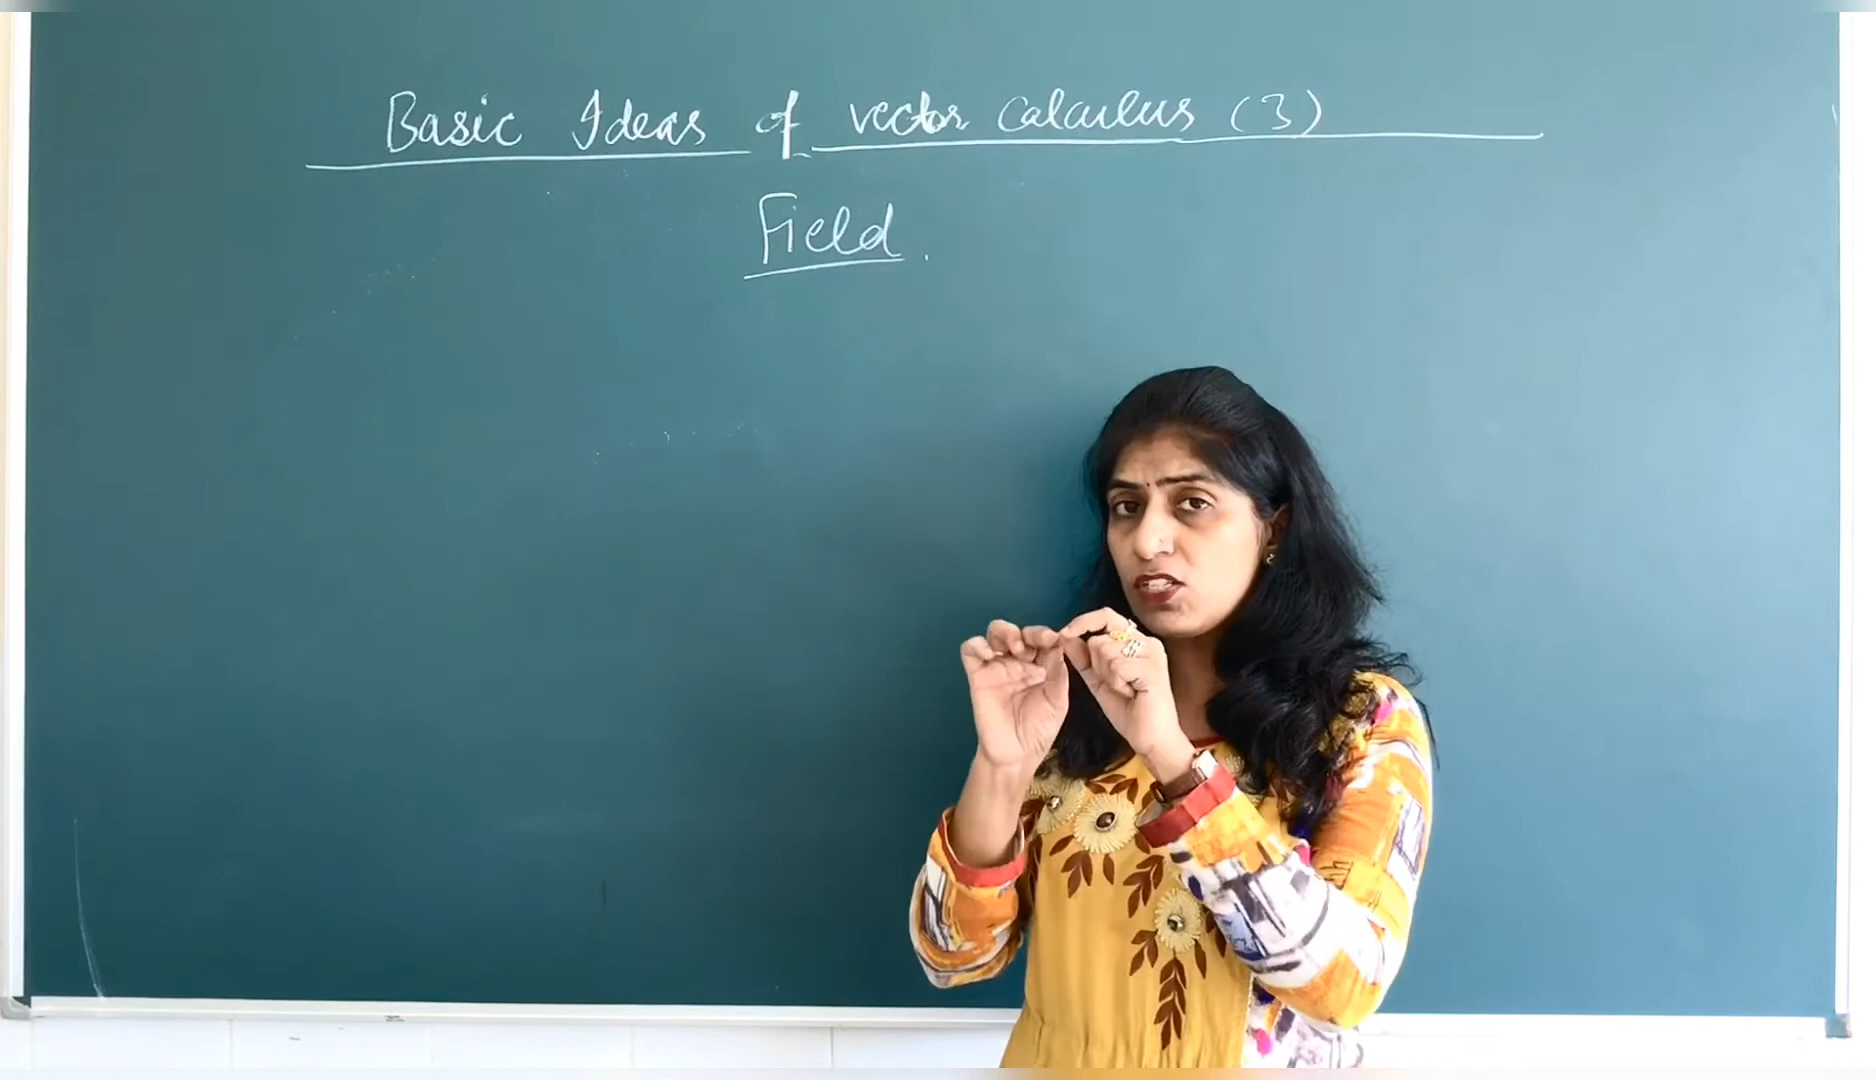 Basic Ideas of vector calculus (3)
Field.